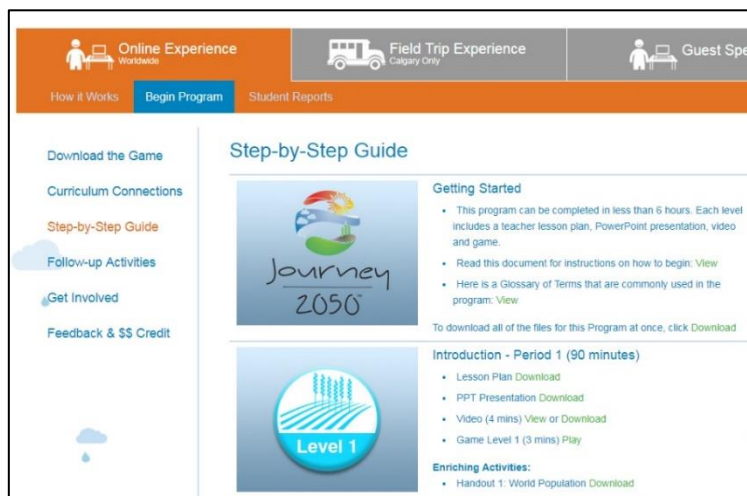 Online Experience
Worldwide
Field Trip Experience
Calgary Only
Guest Spe
How it Works
Begin Program
Student Reports
Download the Game
Curriculum Connections
Step-by-Step Guide
Follow-up Activities
Get Involved
Feedback & $$ Credit
Step-by-Step Guide
Journey
2050
Getting Started
• This program can be completed in less than 6 hours. Each level
includes a teacher lesson plan, PowerPoint presentation, video
and game.
• Read this document for instructions on how to begin: View
• Here is a Glossary of Terms that are commonly used in the
program: View
To download all of the files for this Program at once, click Download
Level 1
Introduction - Period 1 (90 minutes)
• Lesson Plan Download
• PPT Presentation Download
• Video (4 mins) View or Download
• Game Level 1 (3 mins) Play
Enriching Activities:
• Handout 1: World Population Download